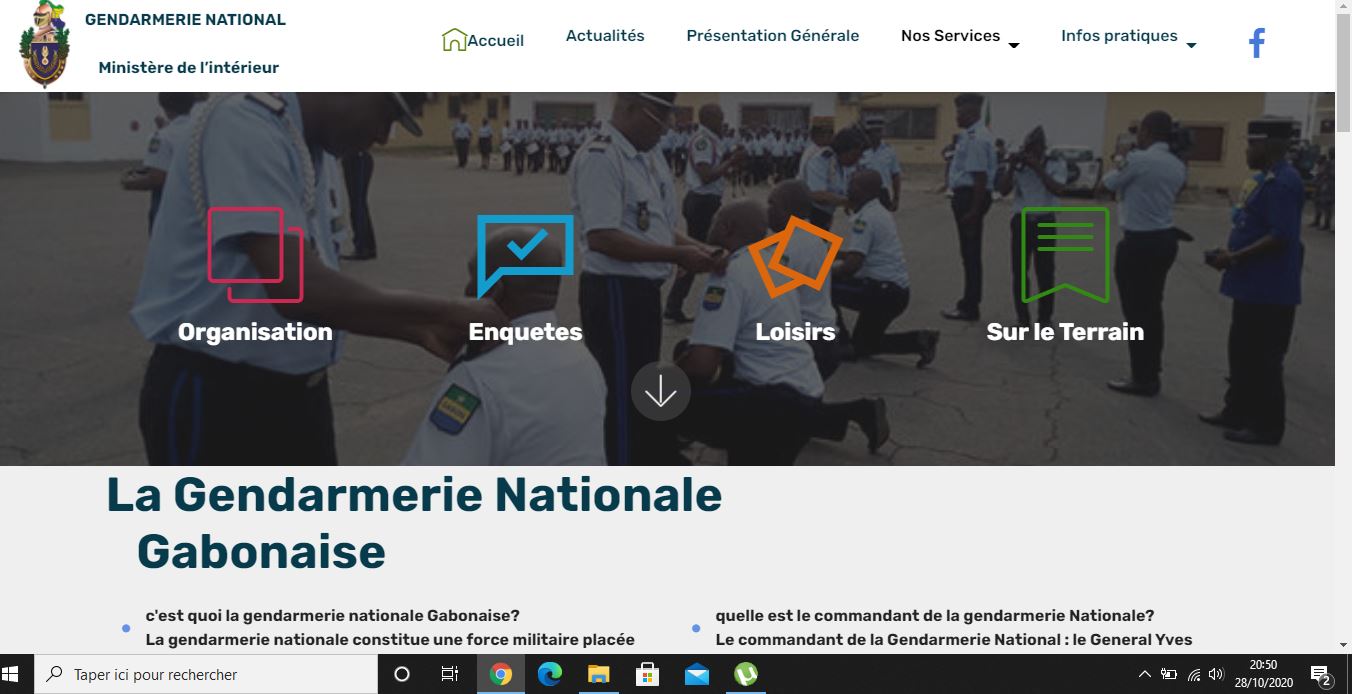 GENDARMERIE NATIONAL
Ministère de l'intérieur
Accueil
Actualités
Présentation Générale
Nos Services
Infos pratiques
Organisation
Enquetes
Loisirs
Sur le Terrain
La Gendarmerie Nationale
Gabonaise
c'est quoi la gendarmerie nationale Gabonaise?
La gendarmerie nationale constitue une force militaire placée
quelle est le commandant de la gendarmerie Nationale?
Le commandant de la Gendarmerie National : le General Yves
Taper ici pour rechercher
20:50
28/10/2020
2